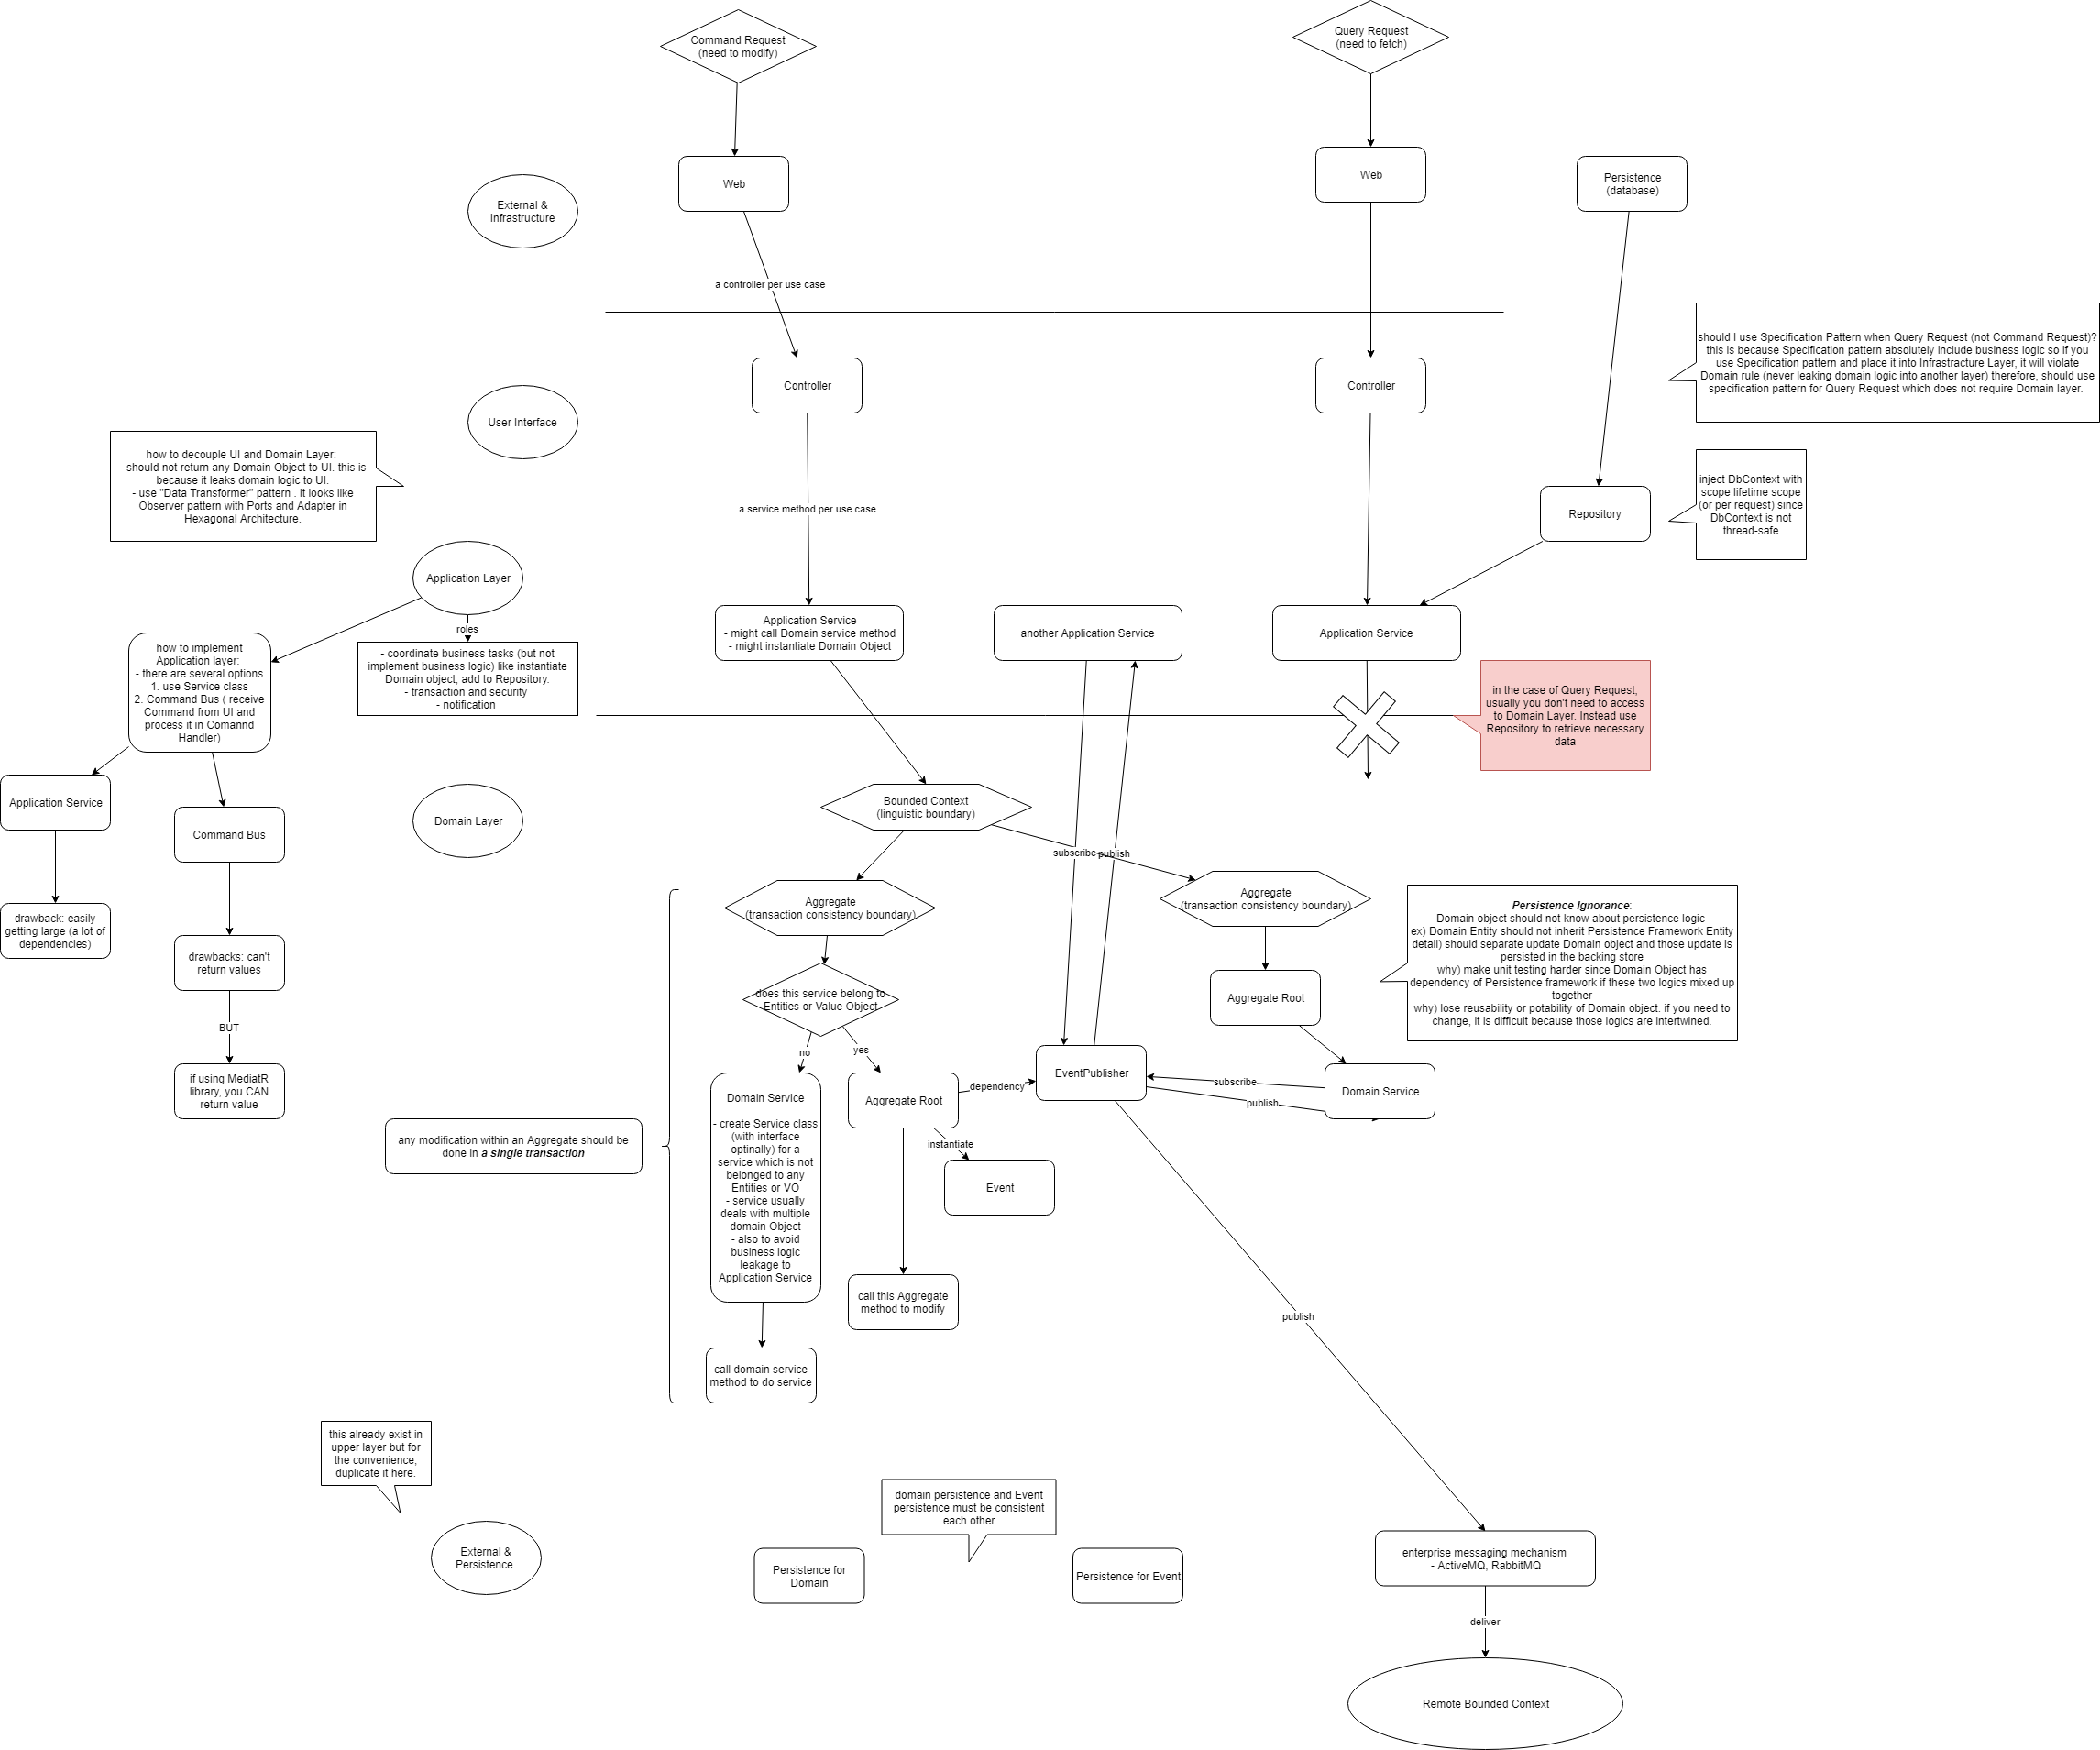 Command Request
(need to modify)
Query Request
(need to fetch)
Web
Web
Persistence
(database)
External &
Infrastructure
a controller per use case
should I use Specification Pattern when Query Request (not Command Request)?
this is because Specification pattern absolutely include business logic so if you
use Specification pattern and place it into Infrastracture Layer, it will violate
Domain rule (never leaking domain logic into another layer) therefore, should use
specification pattern for Query Request which does not require Domain layer.
Controller
Controller
User Interface
how to decouple UI and Domain Layer:
- should not return any Domain Object to UI. this is
because it leaks domain logic to UI.
- use "Data Transformer" pattern . it looks like
Observer pattern with Ports and Adapter in
Hexagonal Architecture.
inject DbContext with
scope lifetime scope
(or per request) since
DbContext is not
thread-safe
a service method per use case
Repository
Application Layer
roles
Application Service
- might call Domain service method
- might instantiate Domain Object
another Application Service
Application Service
how to implement
Application layer:
- there are several options
1. use Service class
2. Command Bus ( receive
Command from UI and
process it in Comannd
Handler)
- coordinate business tasks (but not
implement business logic) like instantiate
Domain object, add to Repository.
- transaction and security
- notification
in the case of Query Request,
usually you don't need to access
to Domain Layer. Instead use
Repository to retrieve necessary
data
Application Service
Command Bus
Domain Layer
Bounded Context
(linguistic boundary)
subscribe
publish
Aggregate
(transaction consistency boundary)
Aggregate
(transaction consistency boundary)
Persistence Ignorance:
Domain object should not know about persistence logic
ex) Domain Entity should not inherit Persistence Framework Entity
detail) should separate update Domain object and those update is
persisted in the backing store
why) make unit testing harder since Domain Object has
dependency of Persistence framework if these two logics mixed up
together
why) lose reusability or potability of Domain object. if you need to
change, it is difficult because those logics are intertwined.
drawback: easily
getting large (a lot of
dependencies)
drawbacks: can't
return values
does this service belong to
Entities or Value Object
Aggregate Root
BUT
no
yes
if using MediatR
library, you CAN
return value
Domain Service
- create Service class
(with interface
optinally) for a
service which is not
belonged to any
Entities or VO
- service usually
deals with multiple
domain Object
- also to avoid
business logic
leakage to
Application Service
Aggregate Root
dependency
EventPublisher
subscribe
publish
Domain Service
instantiate
Event
any modification within an Aggregate should be
done in a single transaction
call this Aggregate
method to modify
publish
call domain service
method to do service
this already exist in
upper layer but for
the convenience,
duplicate it here.
domain persistence and Event
persistence must be consistent
each other
External &
Persistence
Persistence for
Domain
Persistence for Event
enterprise messaging mechanism
- ActiveMQ, RabbitMQ
deliver
Remote Bounded Context